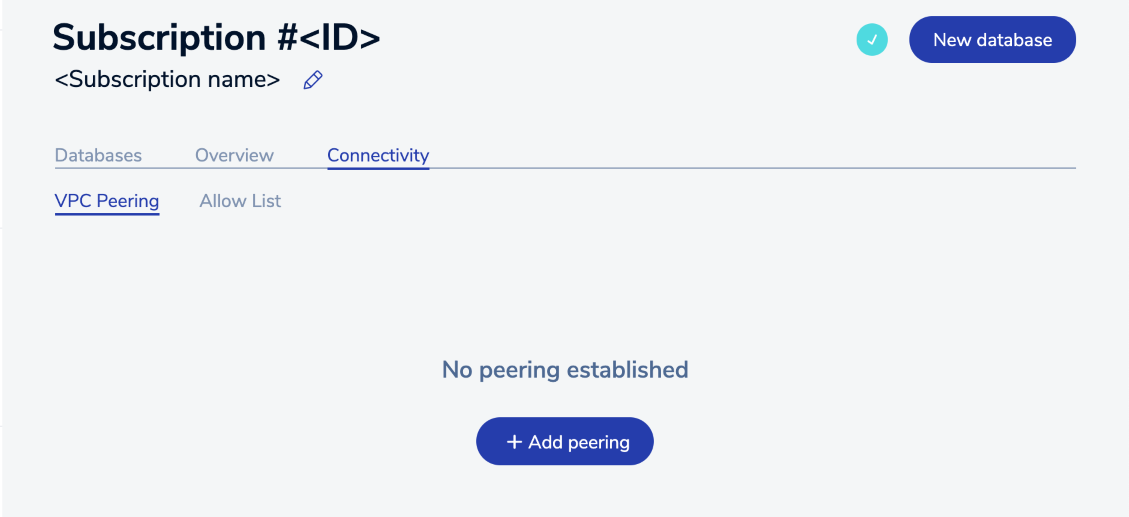 Subscription #<ID>
New database
<Subscription name>
Databases Overview Connectivity
VPC Peering Allow List
No peering established
+ Add peering